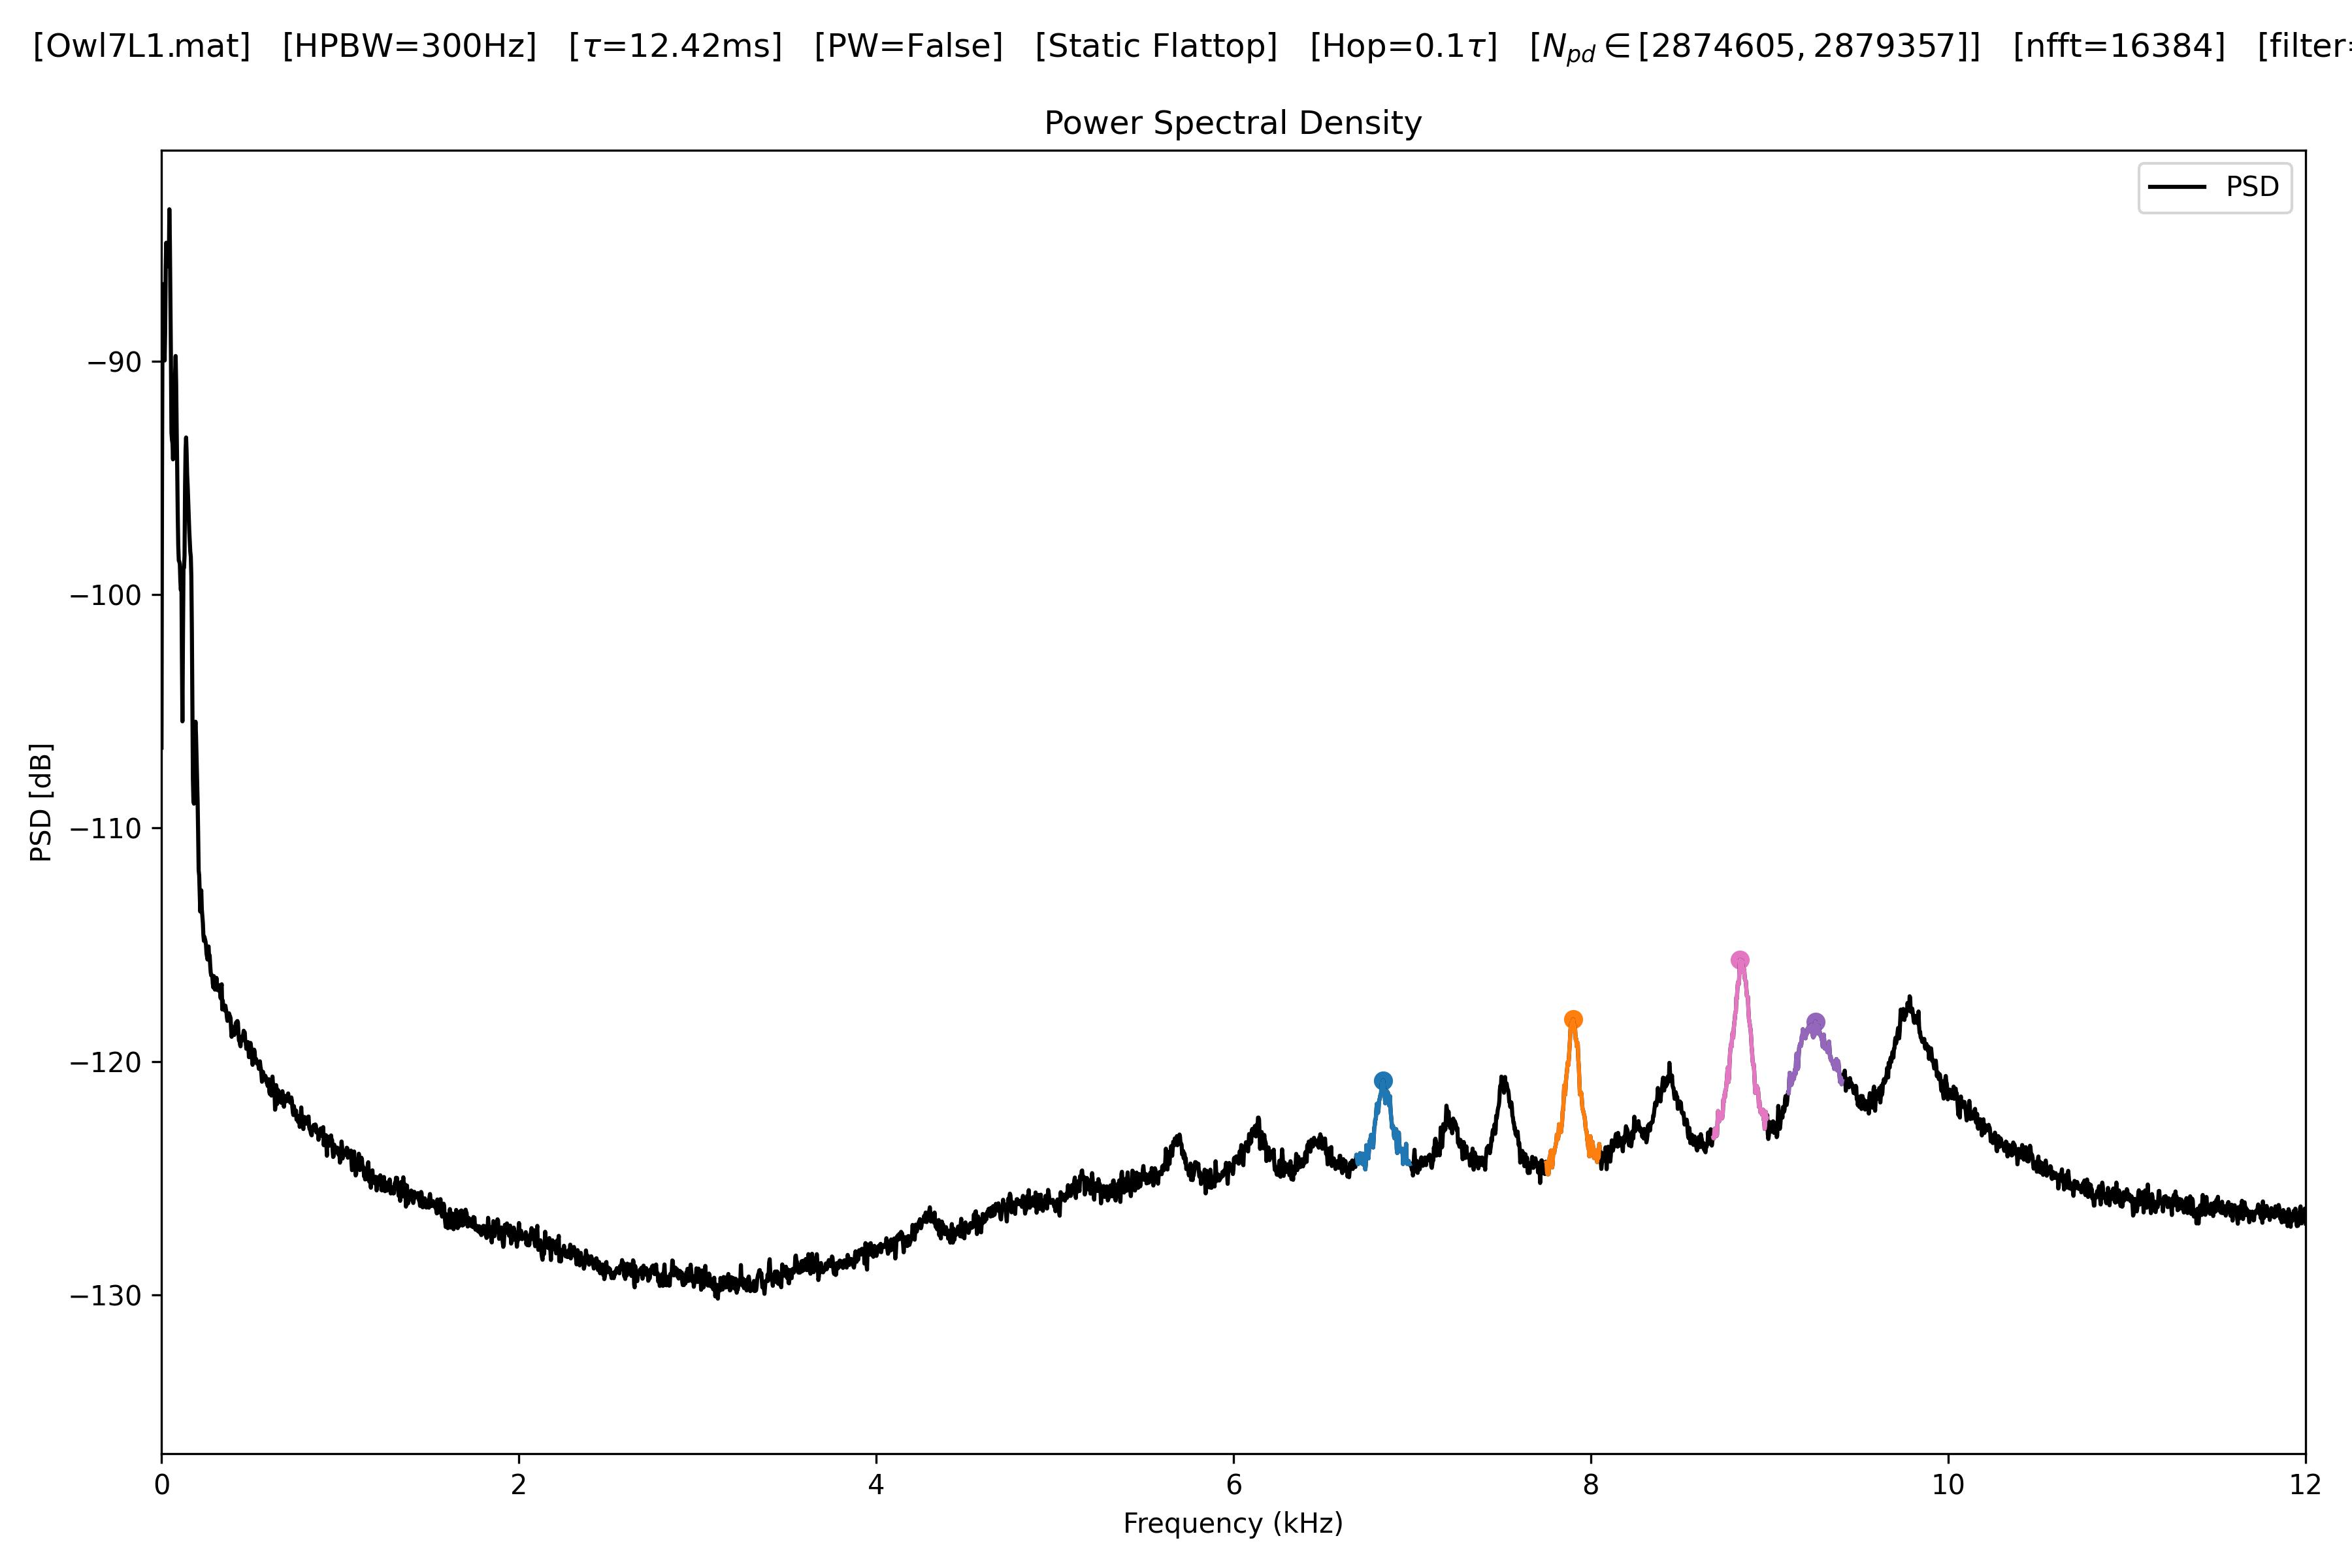 [Owl7L1.mat] [HPBW=300Hz] [τ=12.42ms] [PW=False] [Static Flattop] [Hop=0.1τ] [N_pd ∈ [2874605, 2879357]] [nfft=16384] [filter=
Power Spectral Density
PSD
−90
−100
−110
−120
−130
PSD [dB]
0 2 4 6 8 10 12
Frequency (kHz)